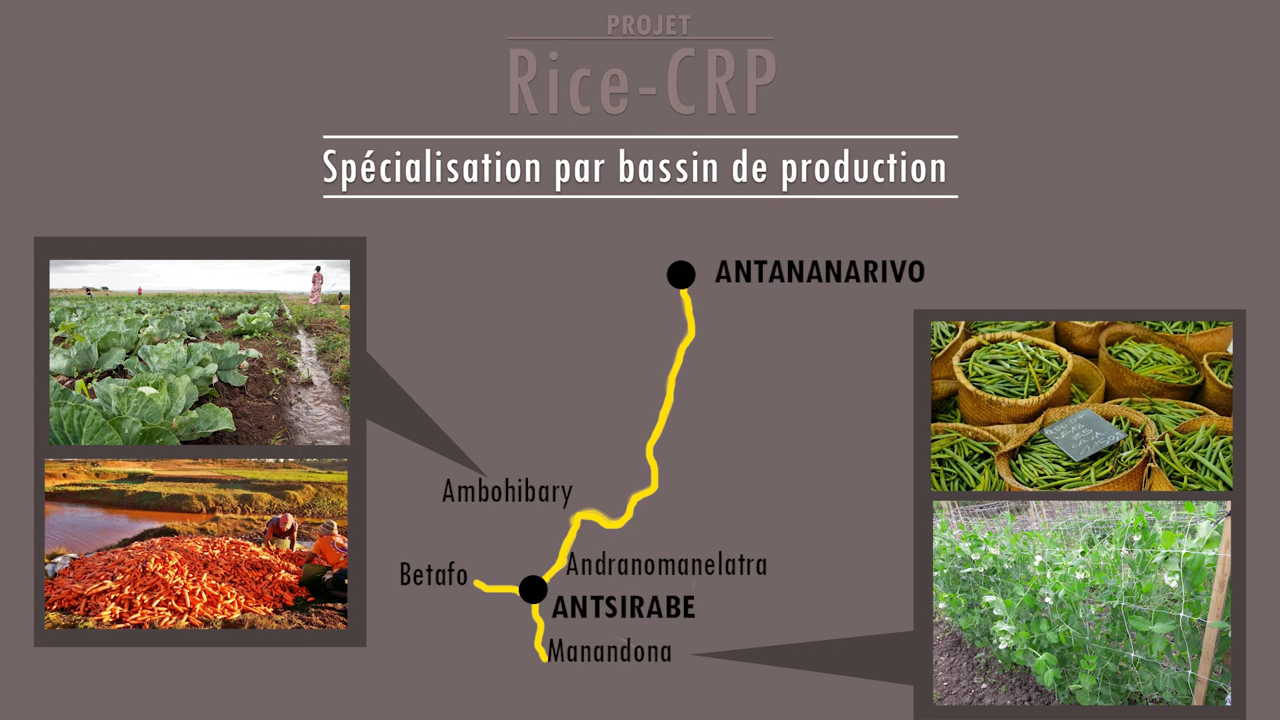 PROJET
Rice-CRP
Spécialisation par bassin de production
ANTANANARIVO
Ambohibary
Andranomanelatra
Betafo
ANTSIRABE
Manandona